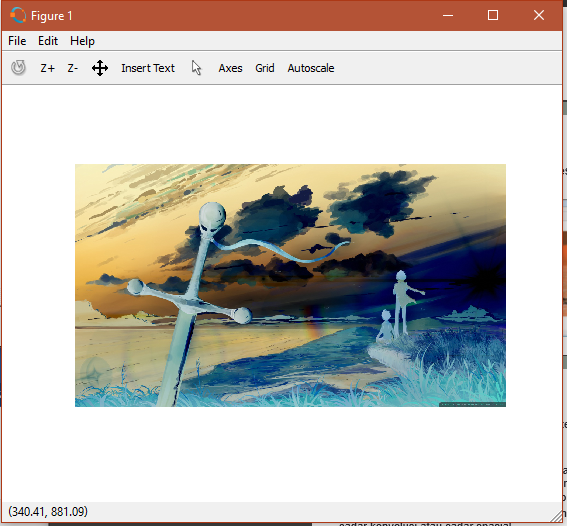 Figure 1
File Edit Help
Z+ Z- Insert Text Axes Grid Autoscale
(340.41, 881.09)